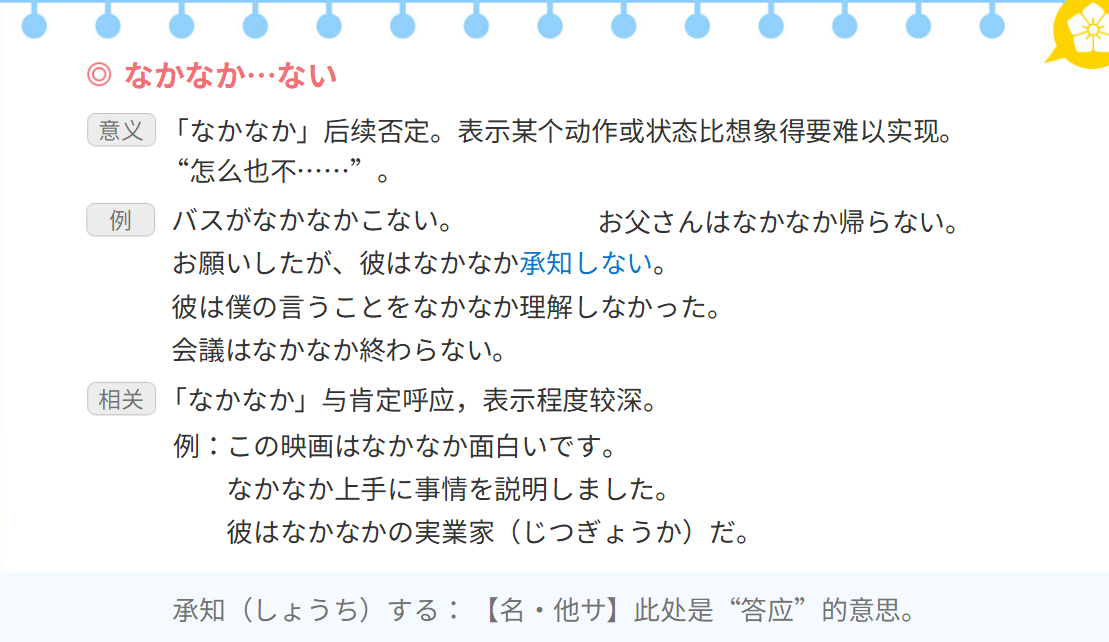 ◎ なかなか…ない
意义 「なかなか」后续否定。表示某个动作或状态比想象得要难以实现。
“怎么也不……”。
例 バスがなかなかこない。 お父さんはなかなか帰らない。
お願いしたが、彼はなかなか承知しない。
彼は僕の言うことをなかなか理解しなかった。
会議はなかなか終わらない。
相关 「なかなか」与肯定呼应，表示程度较深。
例：この映画はなかなか面白いです。
なかなか上手に事情を説明しました。
彼はなかなかの実業家（じつぎょうか）だ。
承知（しょうち）する：【名・他サ】此处是“答应”的意思。